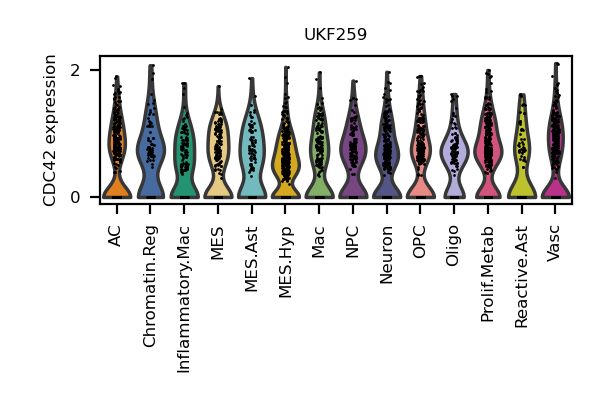 UKF259
CDC42 expression
2
0
AC
Chromatin.Reg
Inflammatory.Mac
MES
MES.Ast
MES.Hyp
Mac
NPC
Neuron
OPC
Oligo
Prolif.Metab
Reactive.Ast
Vasc